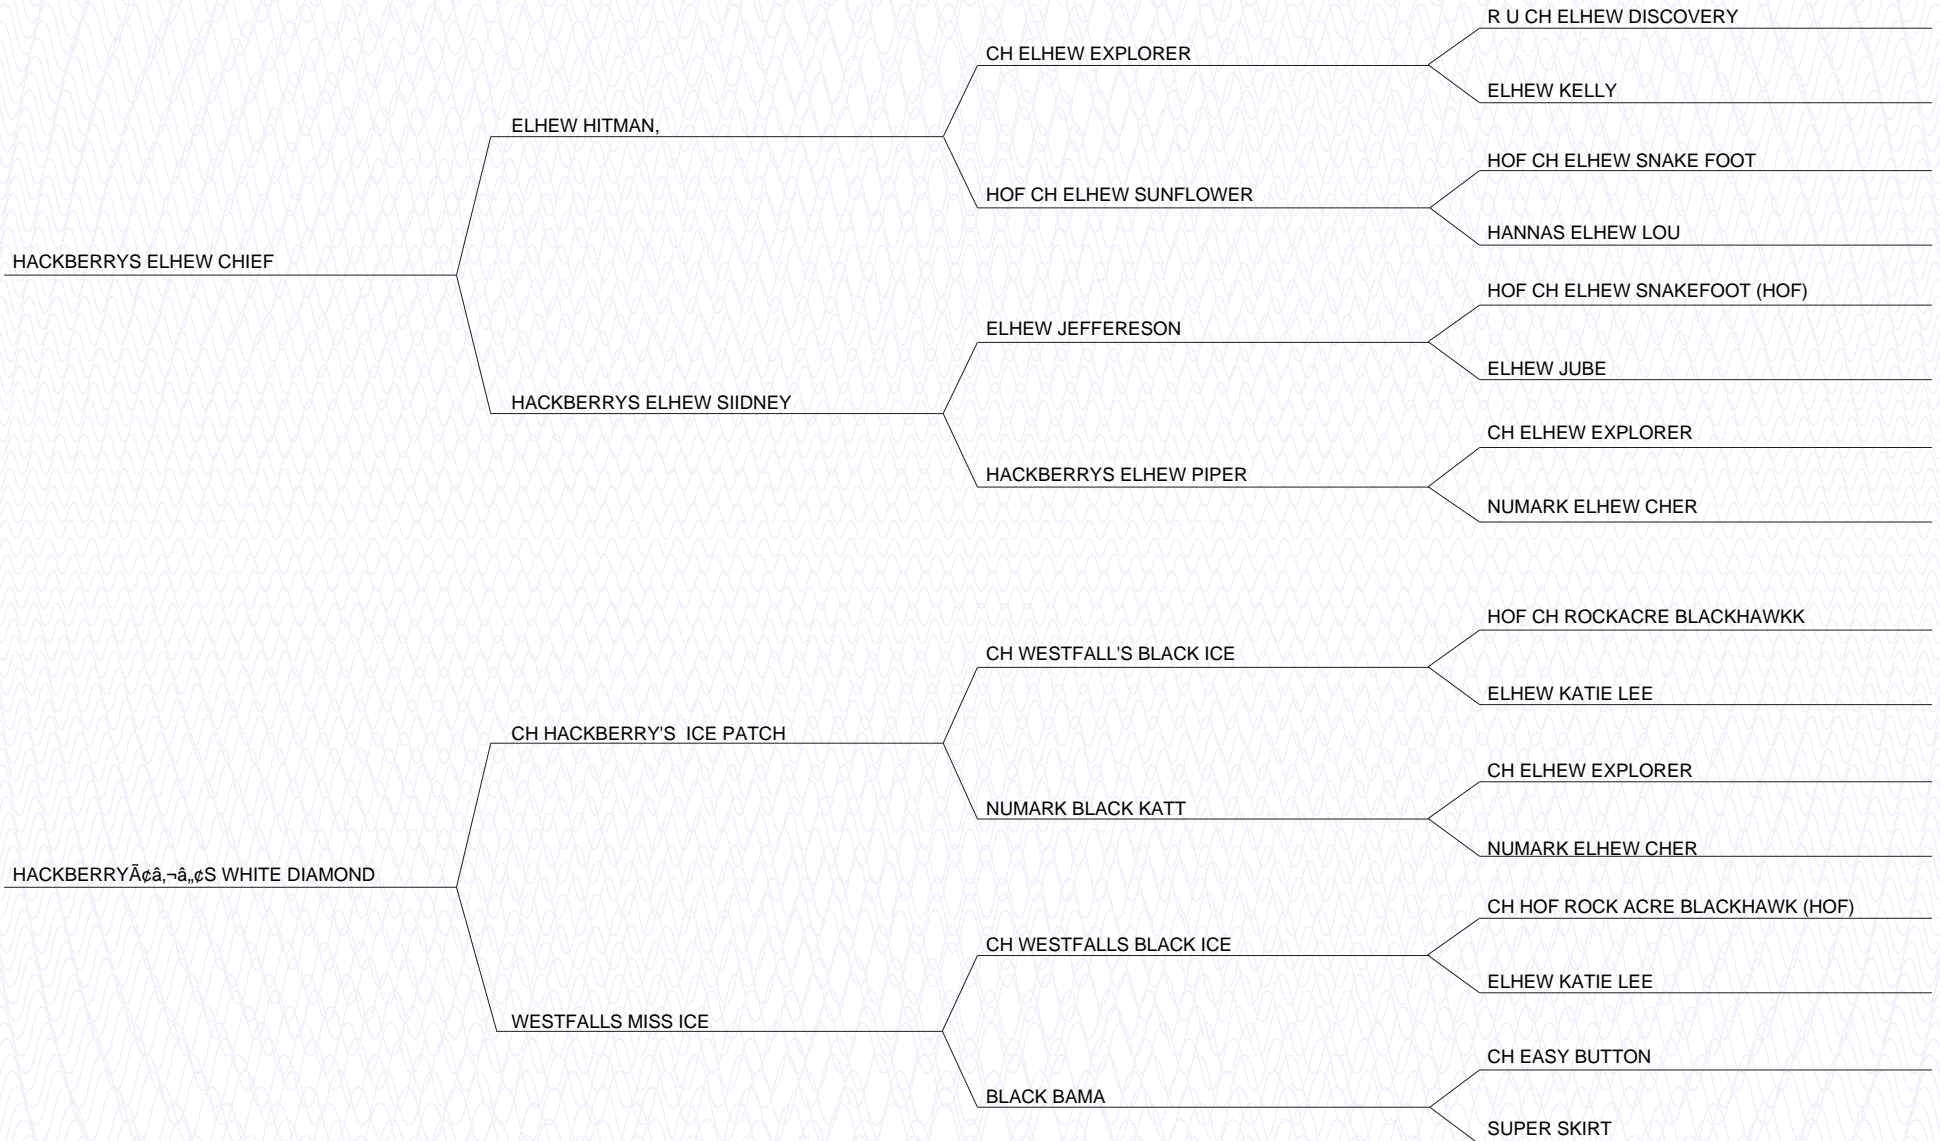 R U CH ELHEW DISCOVERY
CH ELHEW EXPLORER
ELHEW KELLY
ELHEW HITMAN,
HOF CH ELHEW SNAKE FOOT
HOF CH ELHEW SUNFLOWER
HANNAS ELHEW LOU
HACKBERRYS ELHEW CHIEF
HOF CH ELHEW SNAKEFOOT (HOF)
ELHEW JEFFERESON
ELHEW JUBE
HACKBERRYS ELHEW SIIDNEY
CH ELHEW EXPLORER
HACKBERRYS ELHEW PIPER
NUMARK ELHEW CHER
HOF CH ROCKACRE BLACKHAWKK
CH WESTFALL'S BLACK ICE
ELHEW KATIE LEE
CH HACKBERRY'S  ICE PATCH
CH ELHEW EXPLORER
NUMARK BLACK KATT
NUMARK ELHEW CHER
HACKBERRYÃ¢â‚¬â„¢S WHITE DIAMOND
CH HOF ROCK ACRE BLACKHAWK (HOF)
CH WESTFALLS BLACK ICE
ELHEW KATIE LEE
WESTFALLS MISS ICE
CH EASY BUTTON
BLACK BAMA
SUPER SKIRT